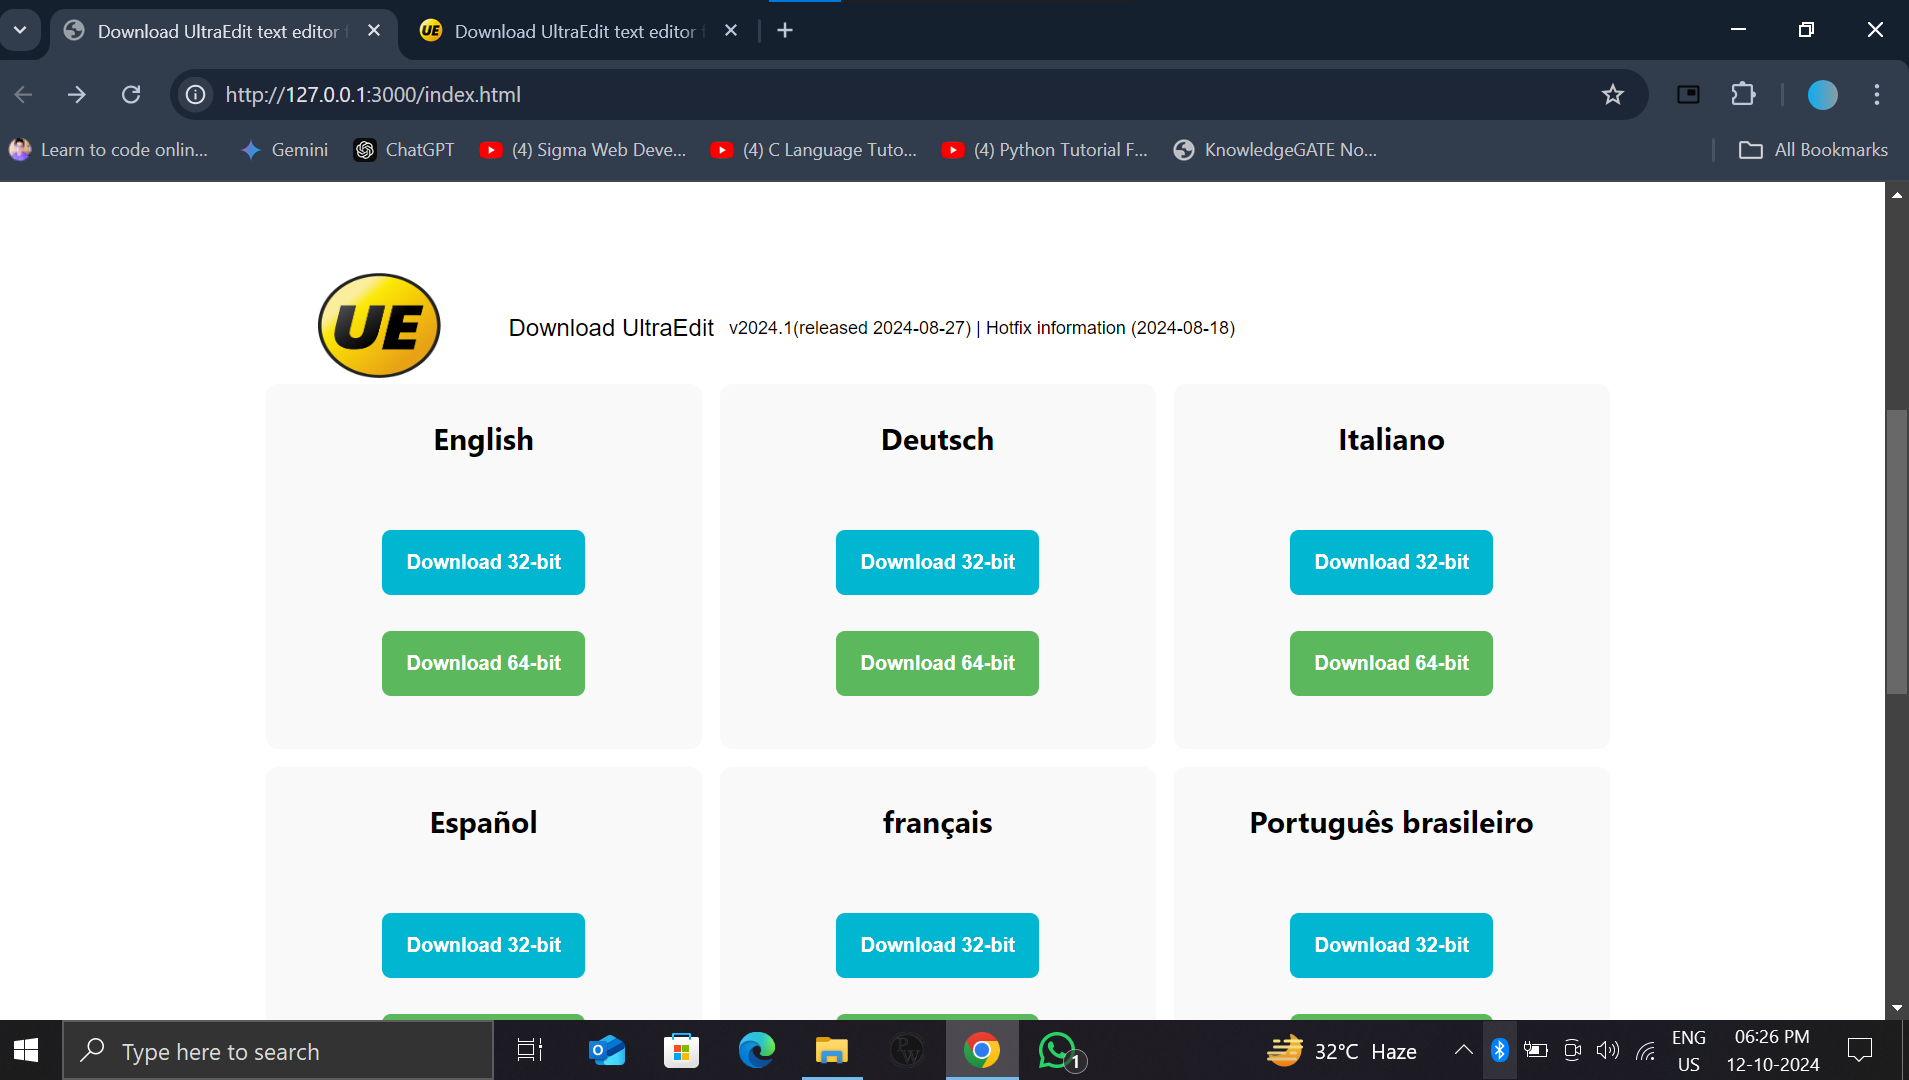 Download UltraEdit text editor f
Download UltraEdit text editor f
http://127.0.0.1:3000/index.html
Learn to code onlin...
Gemini
ChatGPT
(4) Sigma Web Deve...
(4) C Language Tuto...
(4) Python Tutorial F...
KnowledgeGATE No...
All Bookmarks
UE
Download UltraEdit v2024.1(released 2024-08-27) | Hotfix information (2024-08-18)
English
Deutsch
Italiano
Download 32-bit
Download 32-bit
Download 32-bit
Download 64-bit
Download 64-bit
Download 64-bit
Español
français
Português brasileiro
Download 32-bit
Download 32-bit
Download 32-bit
Type here to search
32°C Haze
ENG
US
06:26 PM
12-10-2024
1